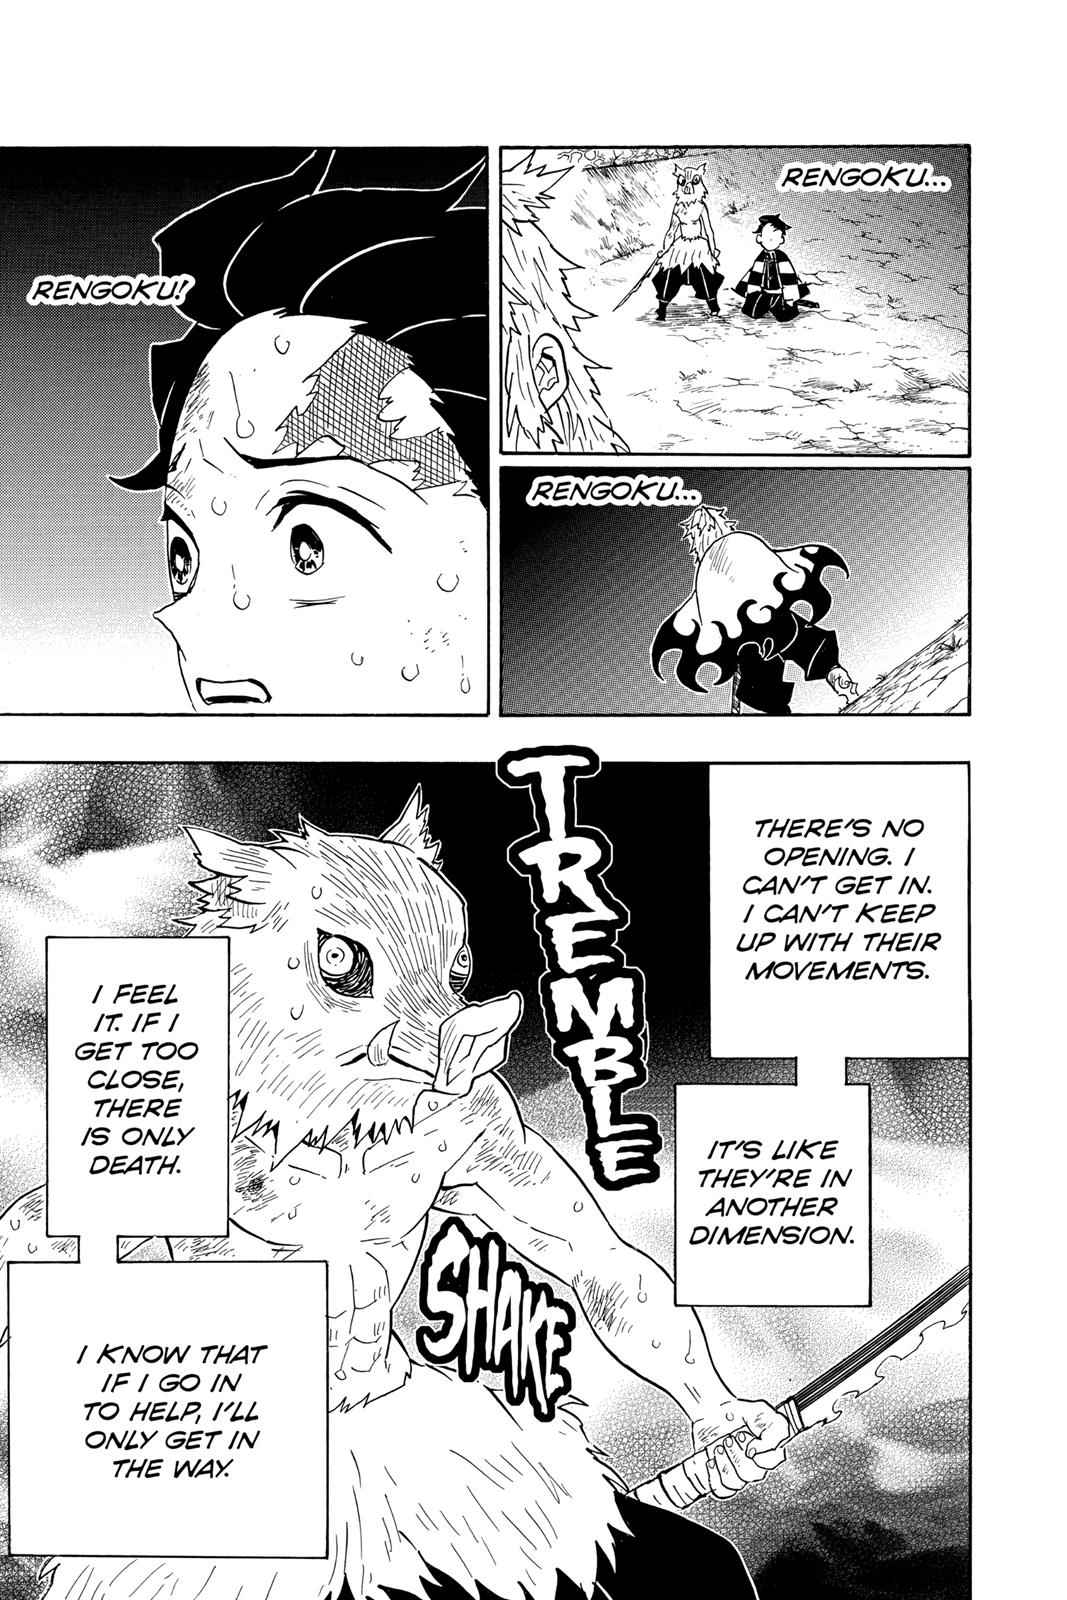 RENGOKU...
RENGOKU...
RENGOKU!
TREMBLE
THERE'S NO
OPENING. I
CAN'T GET IN.
I CAN'T KEEP
UP WITH THEIR
MOVEMENTS.
IT'S LIKE
THEY'RE IN
ANOTHER
DIMENSION.
SHAKE
I FEEL
IT. IF I
GET TOO
CLOSE,
THERE
IS ONLY
DEATH.
I KNOW THAT
IF I GO IN
TO HELP, I'LL
ONLY GET IN
THE WAY.